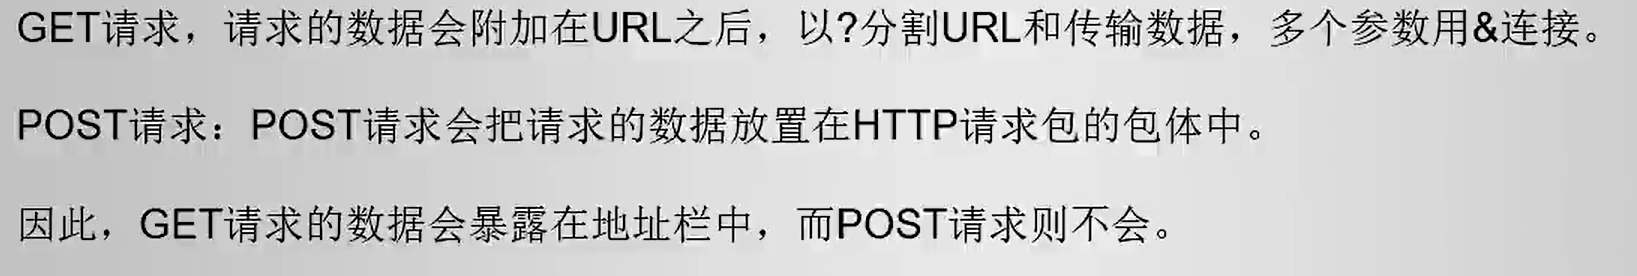 GET请求，请求的数据会附加在URL之后，以?分割URL和传输数据，多个参数用&连接。
POST请求：POST请求会把请求的数据放置在HTTP请求包的包体中。
因此，GET请求的数据会暴露在地址栏中，而POST请求则不会。